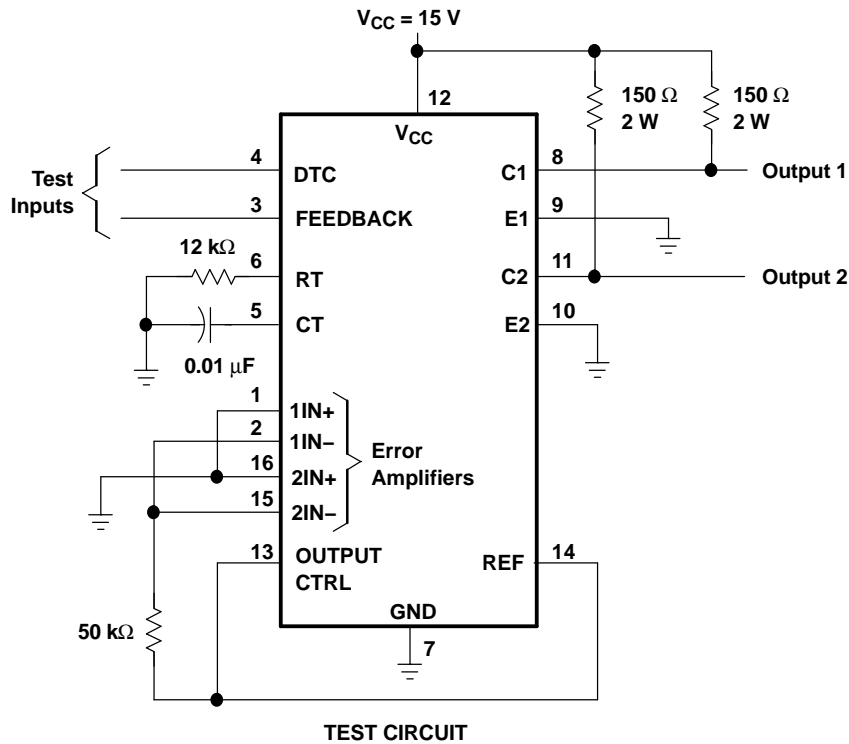 VCC = 15 V
12
VCC
150 Ω
2 W
150 Ω
2 W
Test
Inputs
4
DTC
3
FEEDBACK
12 kΩ
6
RT
5
CT
0.01 µF
1
1IN+
2
1IN−
16
2IN+
15
2IN−
Error
Amplifiers
13
OUTPUT
CTRL
50 kΩ
C1
8
Output 1
E1
9
C2
11
Output 2
E2
10
REF
14
GND
7
TEST CIRCUIT